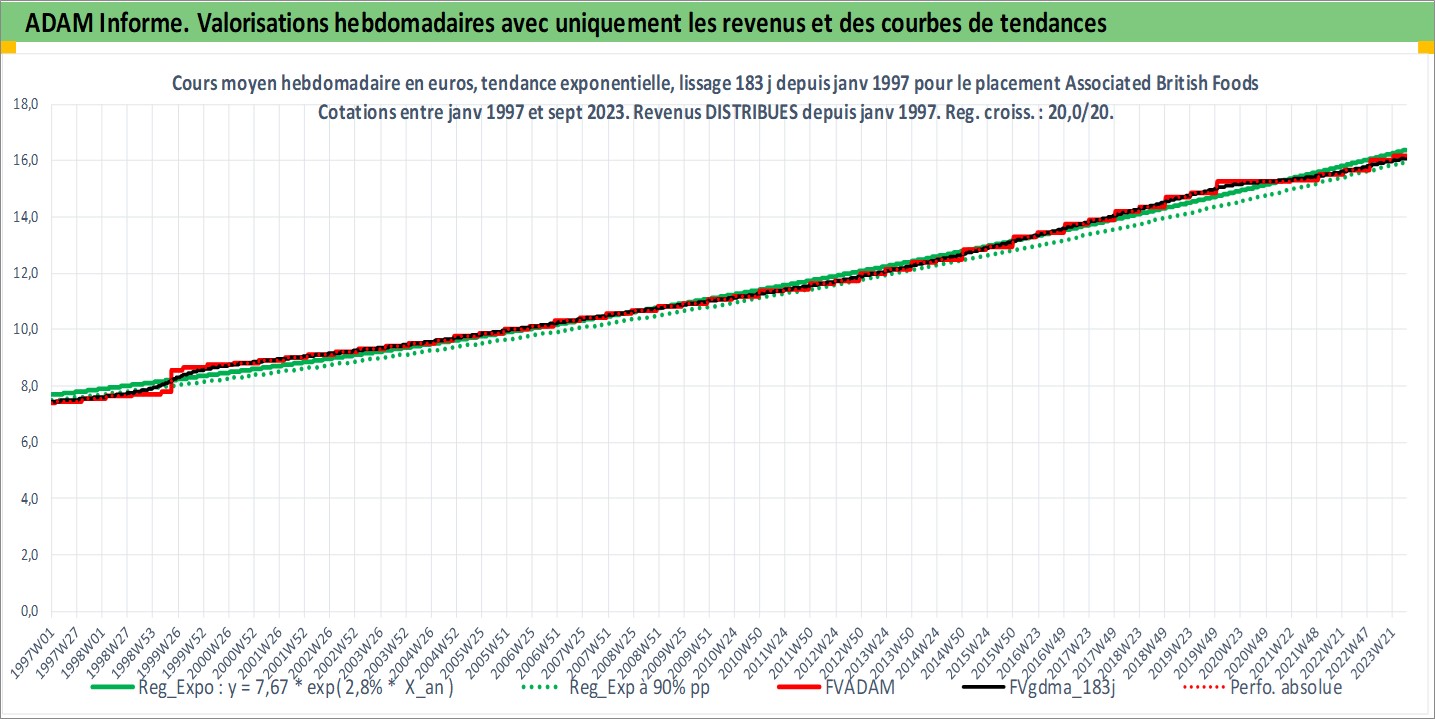 ADAM Informe. Valorisations hebdomadaires avec uniquement les revenus et des courbes de tendances
Cours moyen hebdomadaire en euros, tendance exponentielle, lissage 183 j depuis janv 1997 pour le placement Associated British Foods
Cotations entre janv 1997 et sept 2023. Revenus DISTRIBUES depuis janv 1997. Reg. croiss. : 20,0/20.
18,0
16,0
14,0
12,0
10,0
8,0
6,0
4,0
2,0
0,0
1997W01 1997W27 1998W01 1998W27 1998W53 1999W26 1999W52 2000W26 2000W52 2001W26 2001W52 2002W26 2002W52 2003W26 2003W52 2004W26 2004W52 2005W25 2005W51 2006W25 2006W51 2007W25 2007W51 2008W25 2008W51 2009W25 2009W51 2010W24 2010W50 2011W24 2011W50 2012W24 2012W50 2013W24 2013W50 2014W24 2014W50 2015W24 2015W50 2016W23 2016W49 2017W23 2017W49 2018W23 2018W49 2019W23 2019W49 2020W23 2020W49 2021W22 2021W48 2022W21 2022W47 2023W21
Reg_Expo : y = 7,67 * exp( 2,8% * X_an ) Reg_Exp à 90% pp FVADAM FVgdma_183j Perfo. absolue